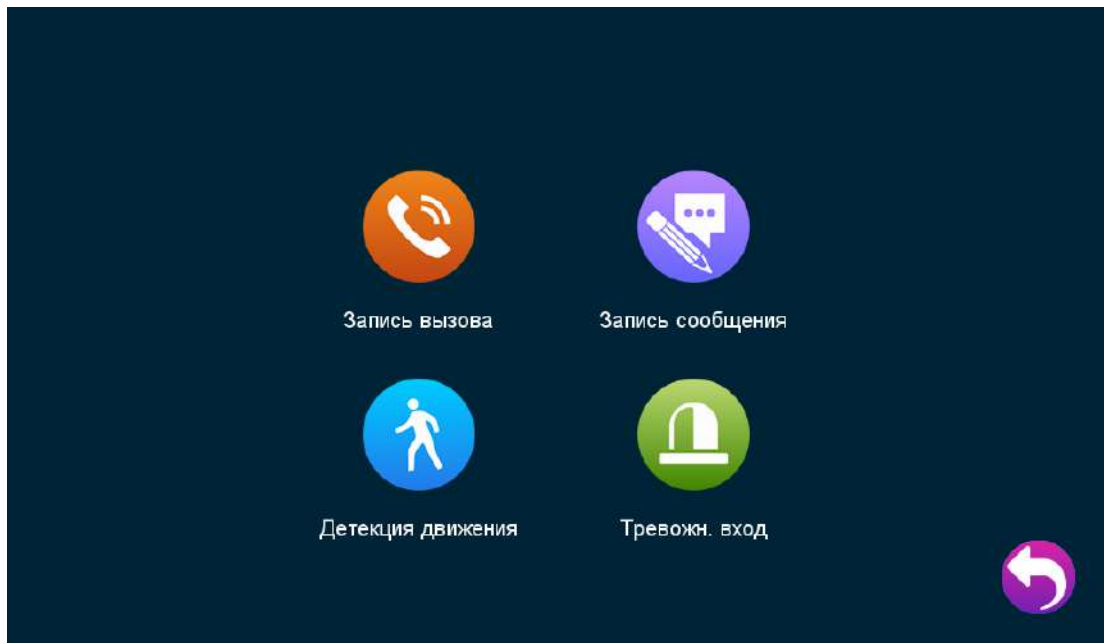 Запись вызова
Запись сообщения
Детекция движения
Тревожн. вход